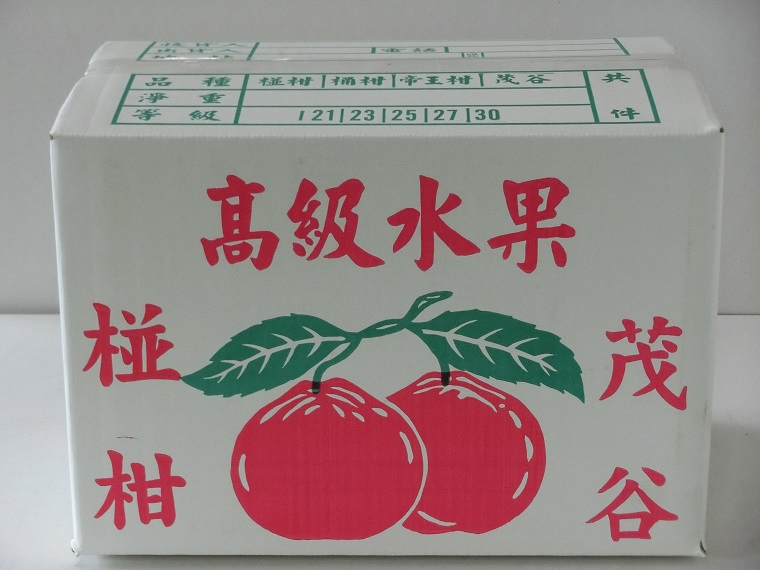 品種 椪柑 桶柑 帝王柑 茂谷 共
淨重
等級 | 21 | 23 | 25 | 27 | 30 件
高級水果
椪柑
茂谷